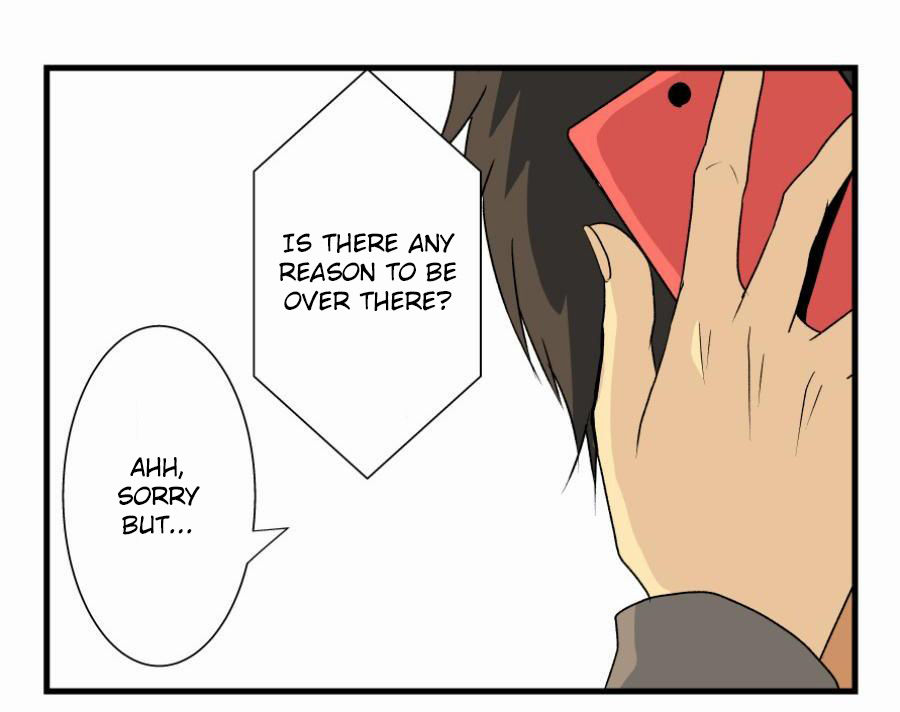 IS THERE ANY
REASON TO BE
OVER THERE?
AHH,
SORRY
BUT...